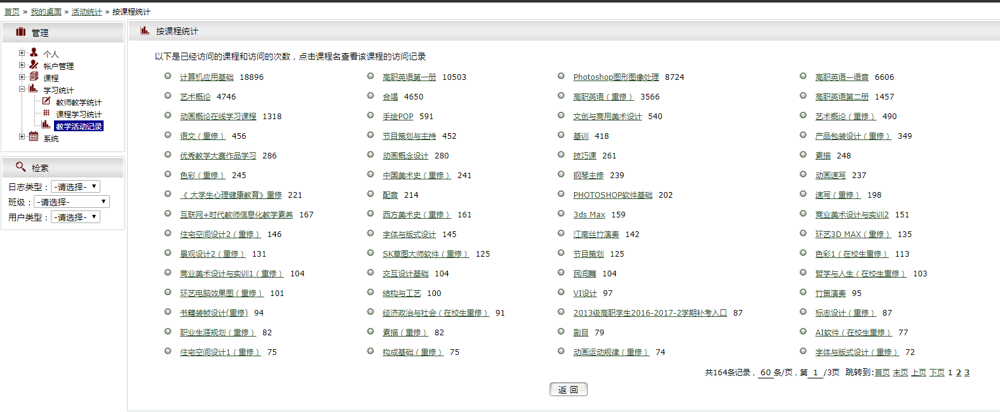 首页 » 我的桌面 » 活动统计 » 按课程统计
管理
个人
帐户管理
课程
学习统计
教师教学统计
课程学习统计
教学活动记录
系统
检索
日志类型：-请选择-
班级：-请选择-
用户类型：-请选择-
按课程统计
以下是已经访问的课程和访问的次数，点击课程名查看该课程的访问记录
计算机应用基础 18896 高职英语第一册 10503 Photoshop图形图像处理 8724 高职英语—语音 6606
艺术概论 4746 合唱 4650 高职英语（重修） 3566 高职英语第二册 1457
动画概论在线学习课程 1318 手绘POP 591 文创与商用美术设计 540 艺术概论（重修） 490
语文（重修） 456 节目策划与主持 452 基训 418 产品包装设计（重修） 349
优秀教学大赛作品学习 286 动画概念设计 280 技巧课 261 素描 248
色彩（重修） 245 中国美术史（重修） 241 钢琴主修 239 动画速写 237
《 大学生心理健康教育》重修 221 配音 214 PHOTOSHOP软件基础 202 速写（重修） 198
互联网+时代教师信息化教学素养 167 西方美术史（重修） 161 3ds Max 159 商业美术设计与实训2 151
住宅空间设计2（重修） 146 字体与版式设计 145 江南丝竹演奏 142 环艺3D MAX（重修） 135
景观设计2（重修） 131 SK草图大师软件（重修） 125 节目策划 125 色彩1（在校生重修） 113
商业美术设计与实训1（重修） 104 交互设计基础 104 民间舞 104 哲学与人生（在校生重修） 103
环艺电脑效果图（重修） 101 结构与工艺 100 VI设计 97 竹笛演奏 95
书籍装帧设计(重修) 94 经济政治与社会（在校生重修） 91 2013级高职学生2016-2017-2学期补考入口 87 标志设计（重修） 87
职业生涯规划（重修） 82 素描（重修） 82 剧目 79 AI软件（在校生重修） 77
住宅空间设计1（重修） 75 构成基础（重修） 75 动画运动规律（重修） 74 字体与版式设计（重修） 72
共164条记录，60 条/页，第 1 /3页 跳转到:首页 末页 上页 下页 1 2 3
返 回